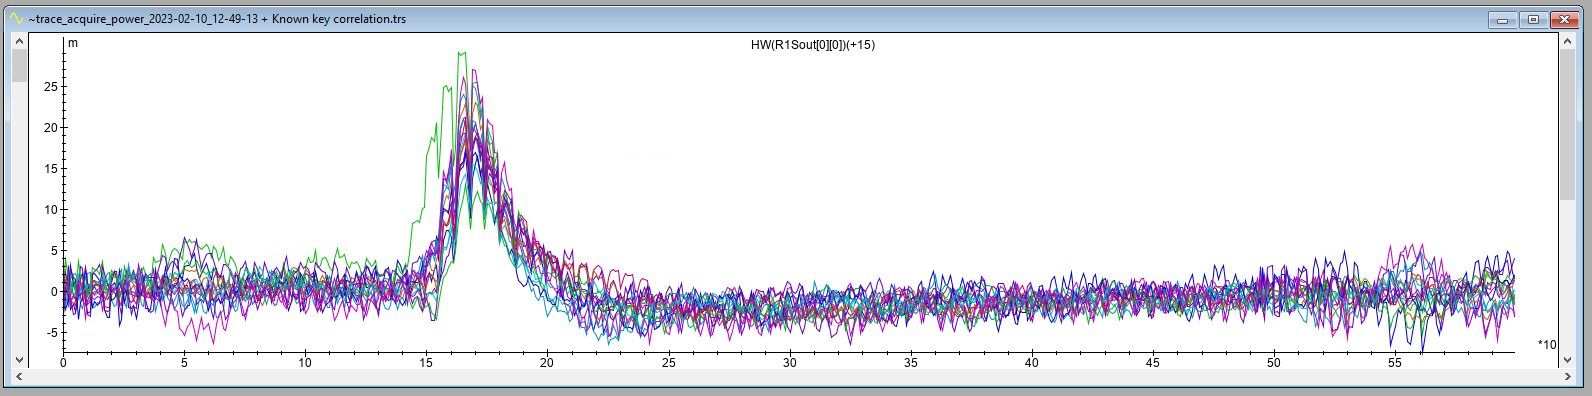 ~trace_acquire_power_2023-02-10_12-49-13 + Known key correlation.trs
m
HW(R1Sout[0][0])(+15)
25
20
15
10
5
0
-5
*10
0 5 10 15 20 25 30 35 40 45 50 55